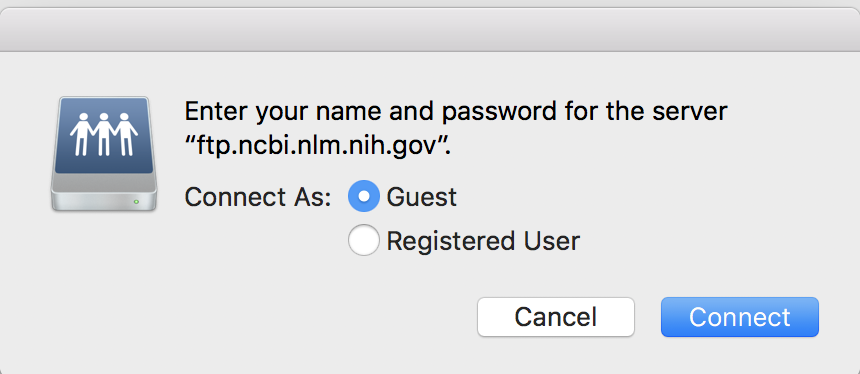 Enter your name and password for the server
“ftp.ncbi.nlm.nih.gov”.
Connect As: Guest
Registered User
Cancel Connect